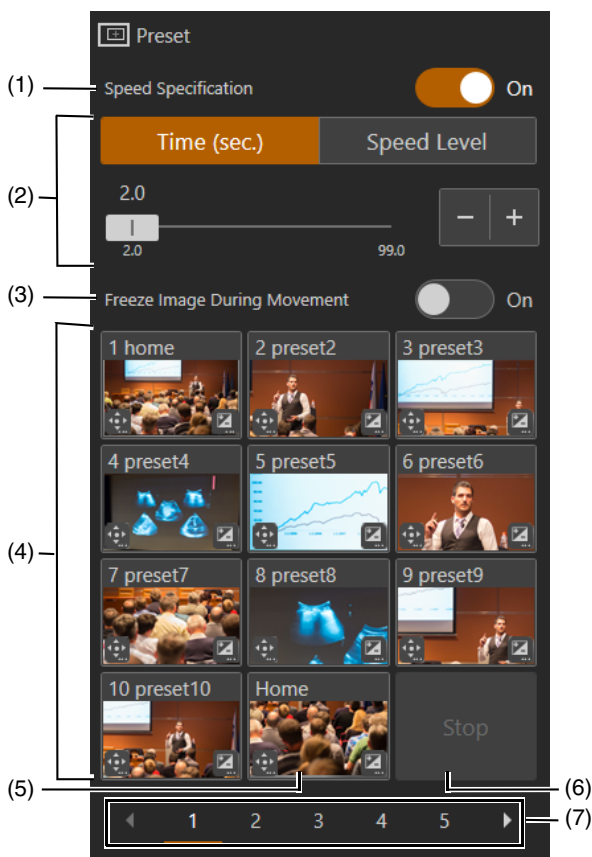 Preset
(1)
Speed Specification
On
Time (sec.)
Speed Level
(2)
2.0
− +
2.0
99.0
(3)
Freeze Image During Movement
On
1 home
2 preset2
3 preset3
4 preset4
5 preset5
6 preset6
(4)
7 preset7
8 preset8
9 preset9
10 preset10
Home
Stop
(5)
(6)
1 2 3 4 5
(7)